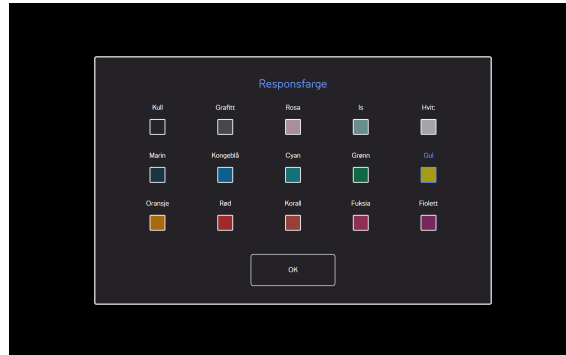 Responsfarge
Kull Grafitt Rosa Is Hvit:
Marin Kongeblå Cyan Grønn Gul
Oransje Rød Korall Fuksia Fiolett
OK